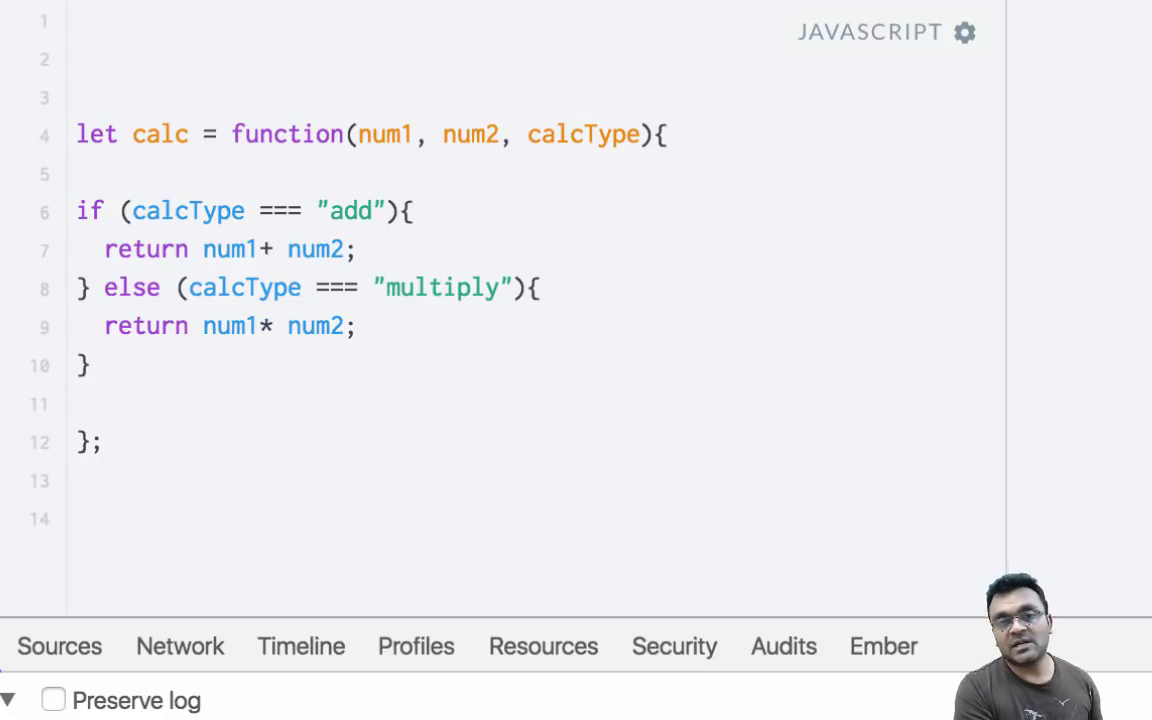 JAVASCRIPT
1
2
3
4 let calc = function(num1, num2, calcType){
5
6 if (calcType === "add"){
7 return num1+ num2;
8 } else (calcType === "multiply"){
9 return num1* num2;
10 }
11
12 };
13
14
Sources Network Timeline Profiles Resources Security Audits Ember
Preserve log